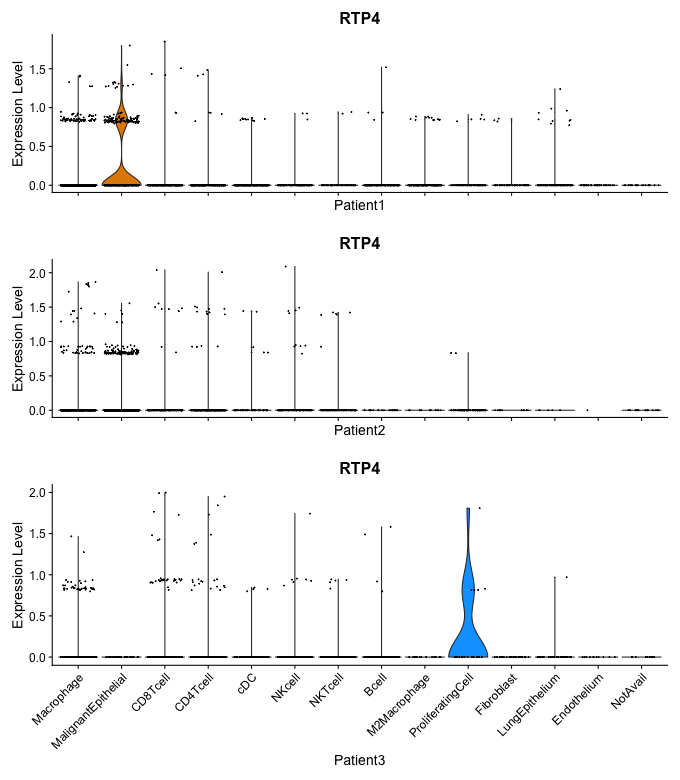 RTP4
Expression Level
1.5
1.0
0.5
0.0
Patient1
RTP4
Expression Level
2.0
1.5
1.0
0.5
0.0
Patient2
RTP4
Expression Level
2.0
1.5
1.0
0.5
0.0
Macrophage
MalignantEpithelial
CD8Tcell
CD4Tcell
cDC
NKcell
NKTcell
Bcell
M2Macrophage
ProliferatingCell
Fibroblast
LungEpithelium
Endothelium
NotAvail
Patient3